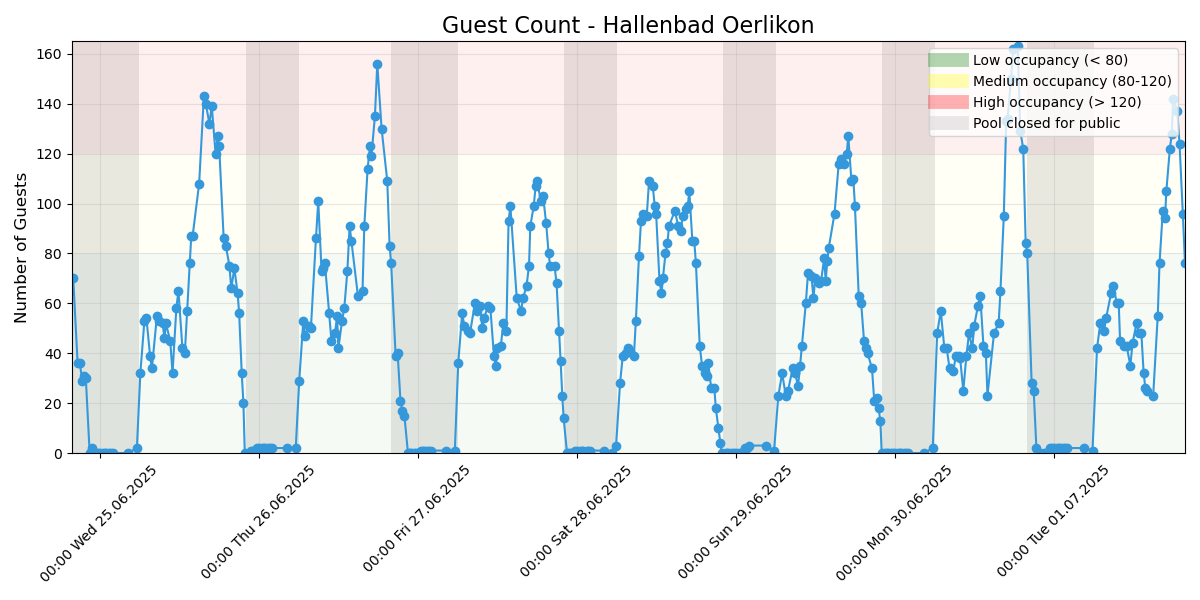 Guest Count - Hallenbad Oerlikon
Number of Guests
160
140
120
100
80
60
40
20
0
Low occupancy (< 80)
Medium occupancy (80-120)
High occupancy (> 120)
Pool closed for public
00:00 Wed 25.06.2025
00:00 Thu 26.06.2025
00:00 Fri 27.06.2025
00:00 Sat 28.06.2025
00:00 Sun 29.06.2025
00:00 Mon 30.06.2025
00:00 Tue 01.07.2025